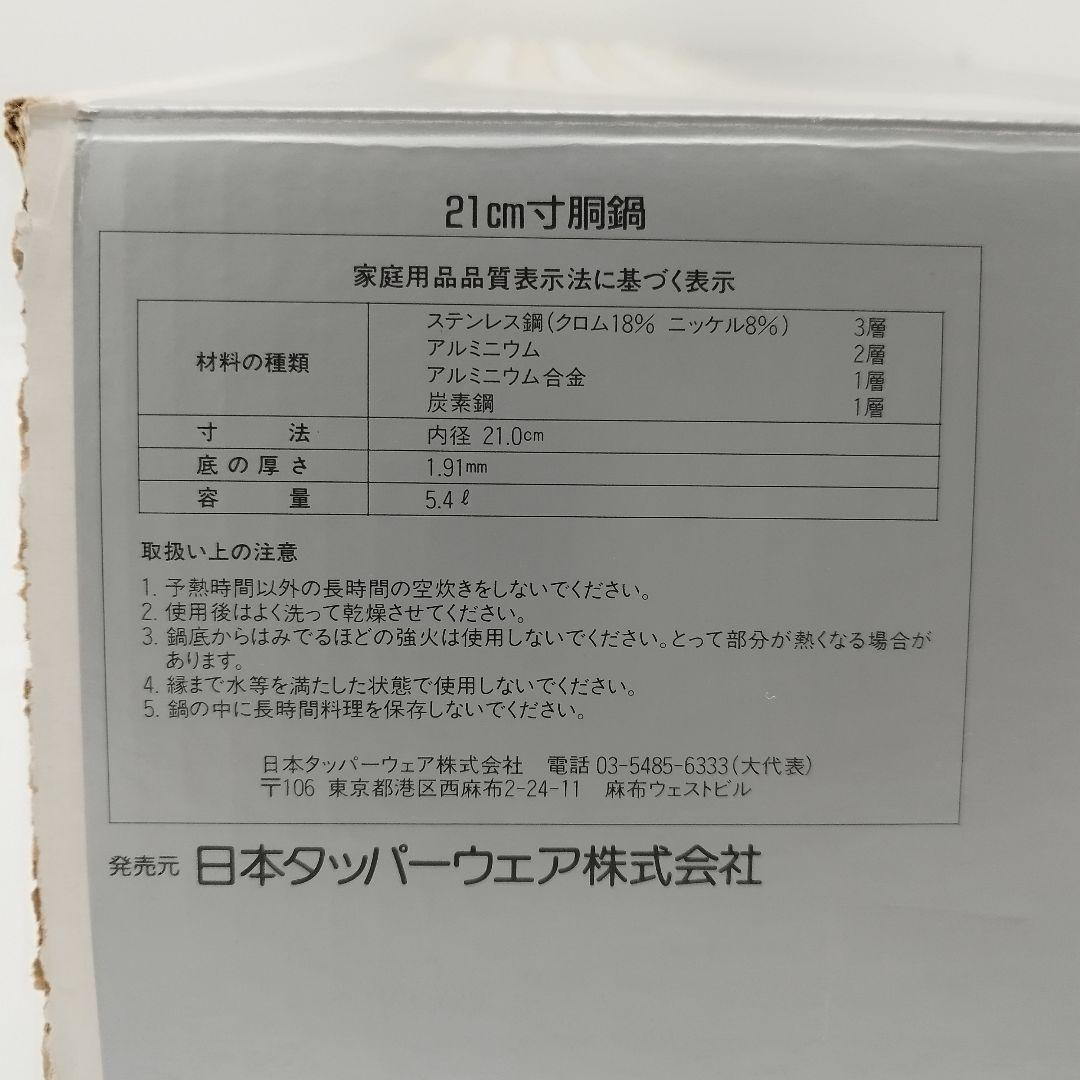 21cm寸胴鍋
家庭用品品質表示法に基づく表示
材料の種類
ステンレス鋼(クロム18% ニッケル8%) 3層
アルミニウム 2層
アルミニウム合金 1層
炭素鋼 1層
寸法 内径 21.0cm
底の厚さ 1.91mm
容量 5.4ℓ
取扱い上の注意
1. 予熱時間以外の長時間の空炊きをしないでください。
2. 使用後はよく洗って乾燥させてください。
3. 鍋底からはみでるほどの強火は使用しないでください。とって部分が熱くなる場合が
あります。
4. 縁まで水等を満たした状態で使用しないでください。
5. 鍋の中に長時間料理を保存しないでください。
日本タッパーウェア株式会社 電話 03-5485-6333(大代表)
〒106 東京都港区西麻布2-24-11 麻布ウェストビル
発売元 日本タッパーウェア株式会社